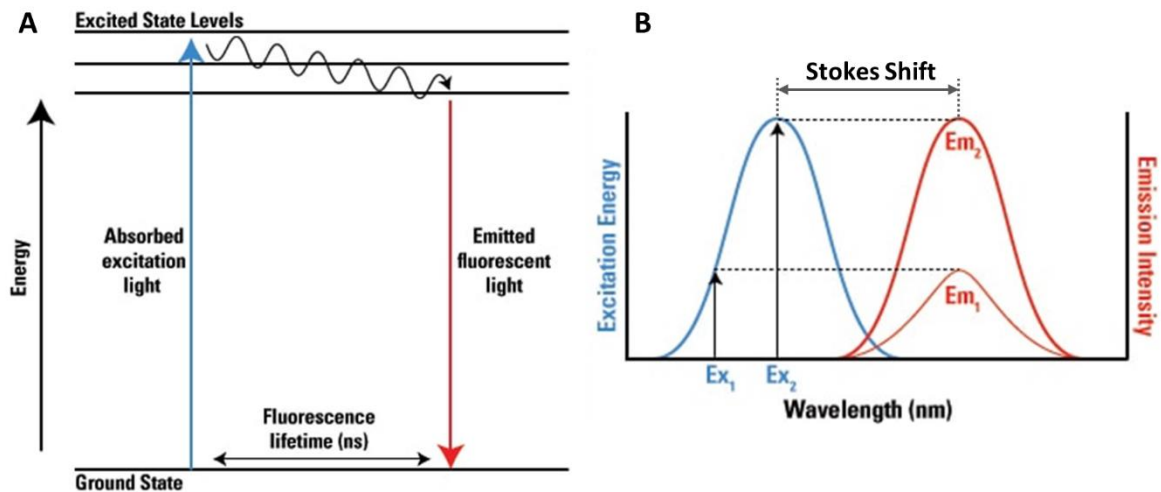 A
Excited State Levels
Energy
Absorbed
excitation
light
Emitted
fluorescent
light
Fluorescence
lifetime (ns)
Ground State
B
Stokes Shift
Excitation Energy
Em₂
Em₁
Emission Intensity
Ex₁
Ex₂
Wavelength (nm)